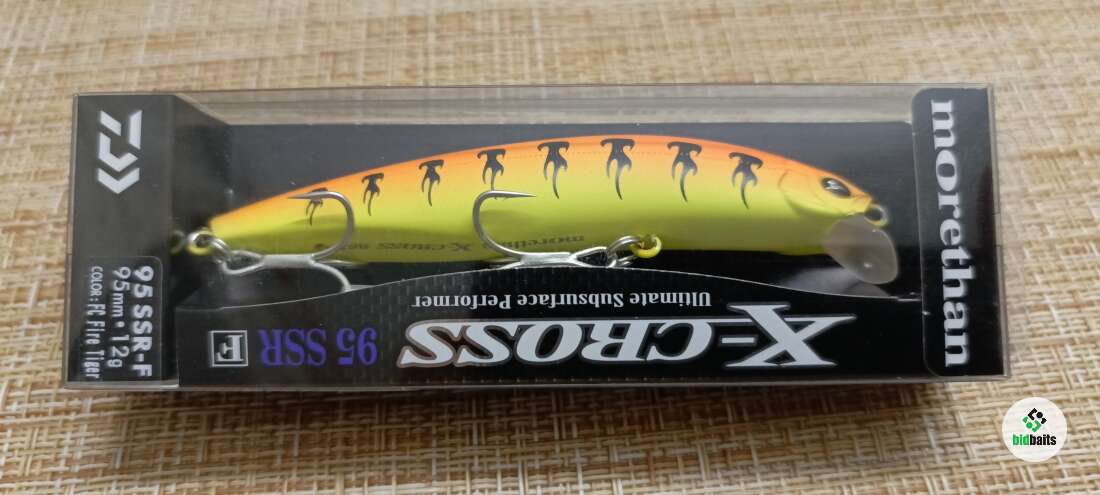 95 SSR-F
95mm•12g
COLOR : FC Fire Tiger
morethan
X-CROSS
95 SSR
F
Ultimate Subsurface Performer
morethan X-CROSS
bidbaits